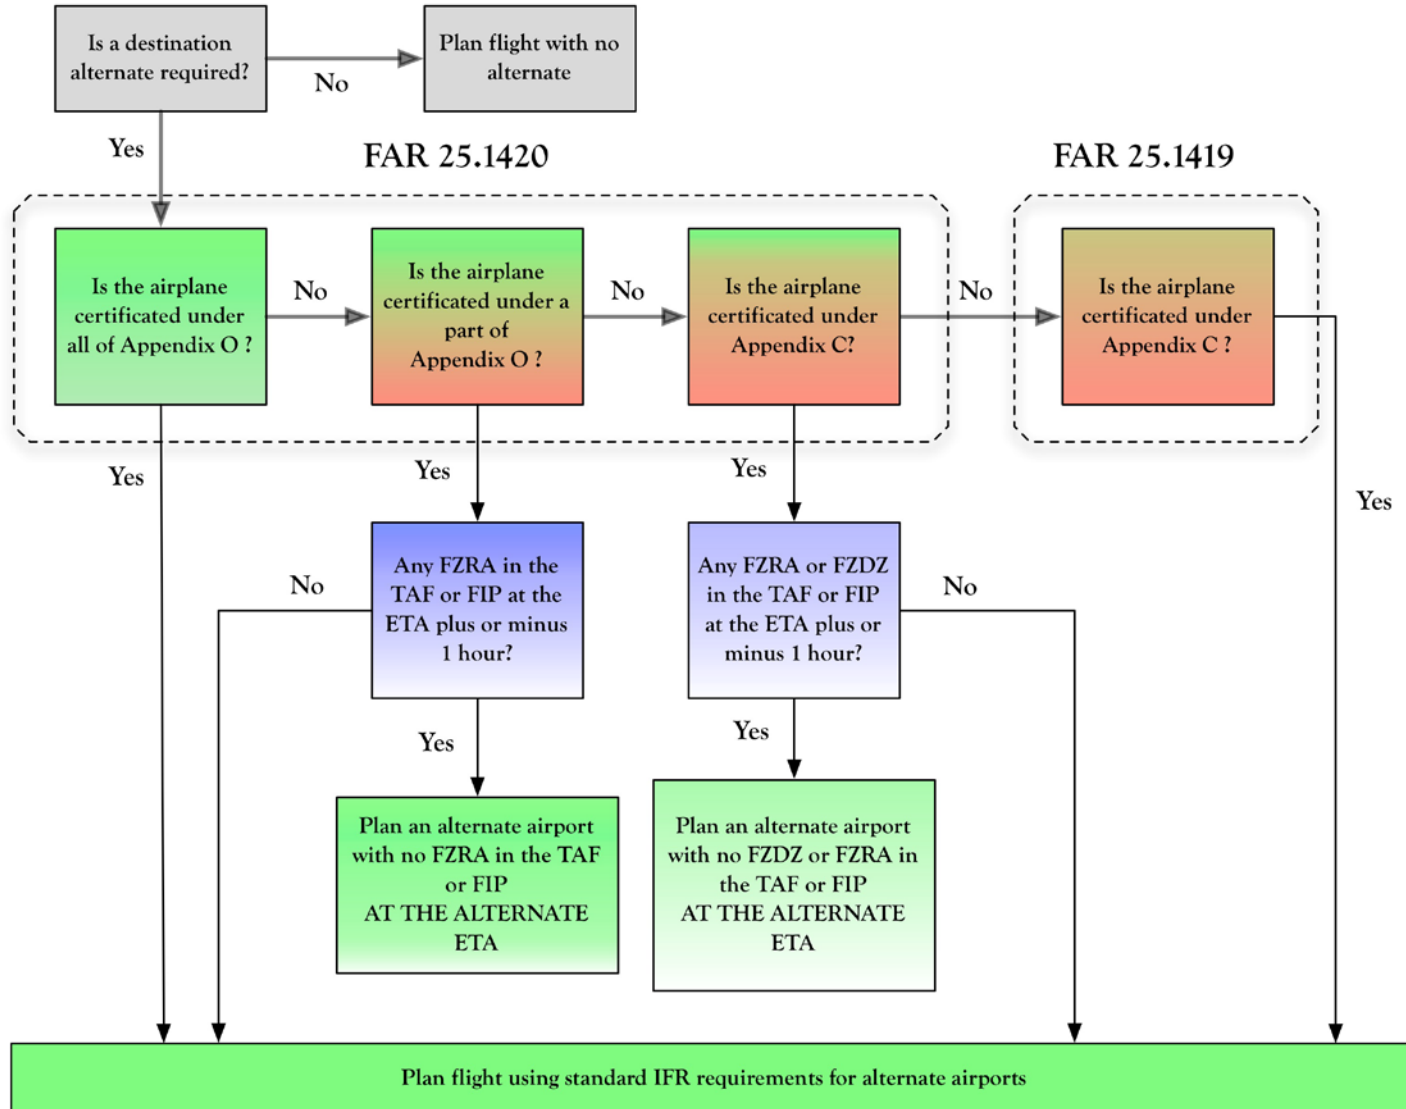 Is a destination
alternate required?
No
Plan flight with no
alternate
Yes
FAR 25.1420
FAR 25.1419
Is the airplane
certificated under
all of Appendix O ?
No
Is the airplane
certificated under a
part of
Appendix O ?
No
Is the airplane
certificated under
Appendix C?
No
Is the airplane
certificated under
Appendix C ?
Yes
Yes
Yes
Yes
Any FZRA in the
TAF or FIP at the
ETA plus or minus
1 hour?
No
Any FZRA or FZDZ
in the TAF or FIP
at the ETA plus or
minus 1 hour?
No
Yes
Yes
Plan an alternate airport
with no FZRA in the TAF
or FIP
AT THE ALTERNATE
ETA
Plan an alternate airport
with no FZDZ or FZRA in
the TAF or FIP
AT THE ALTERNATE
ETA
Plan flight using standard IFR requirements for alternate airports